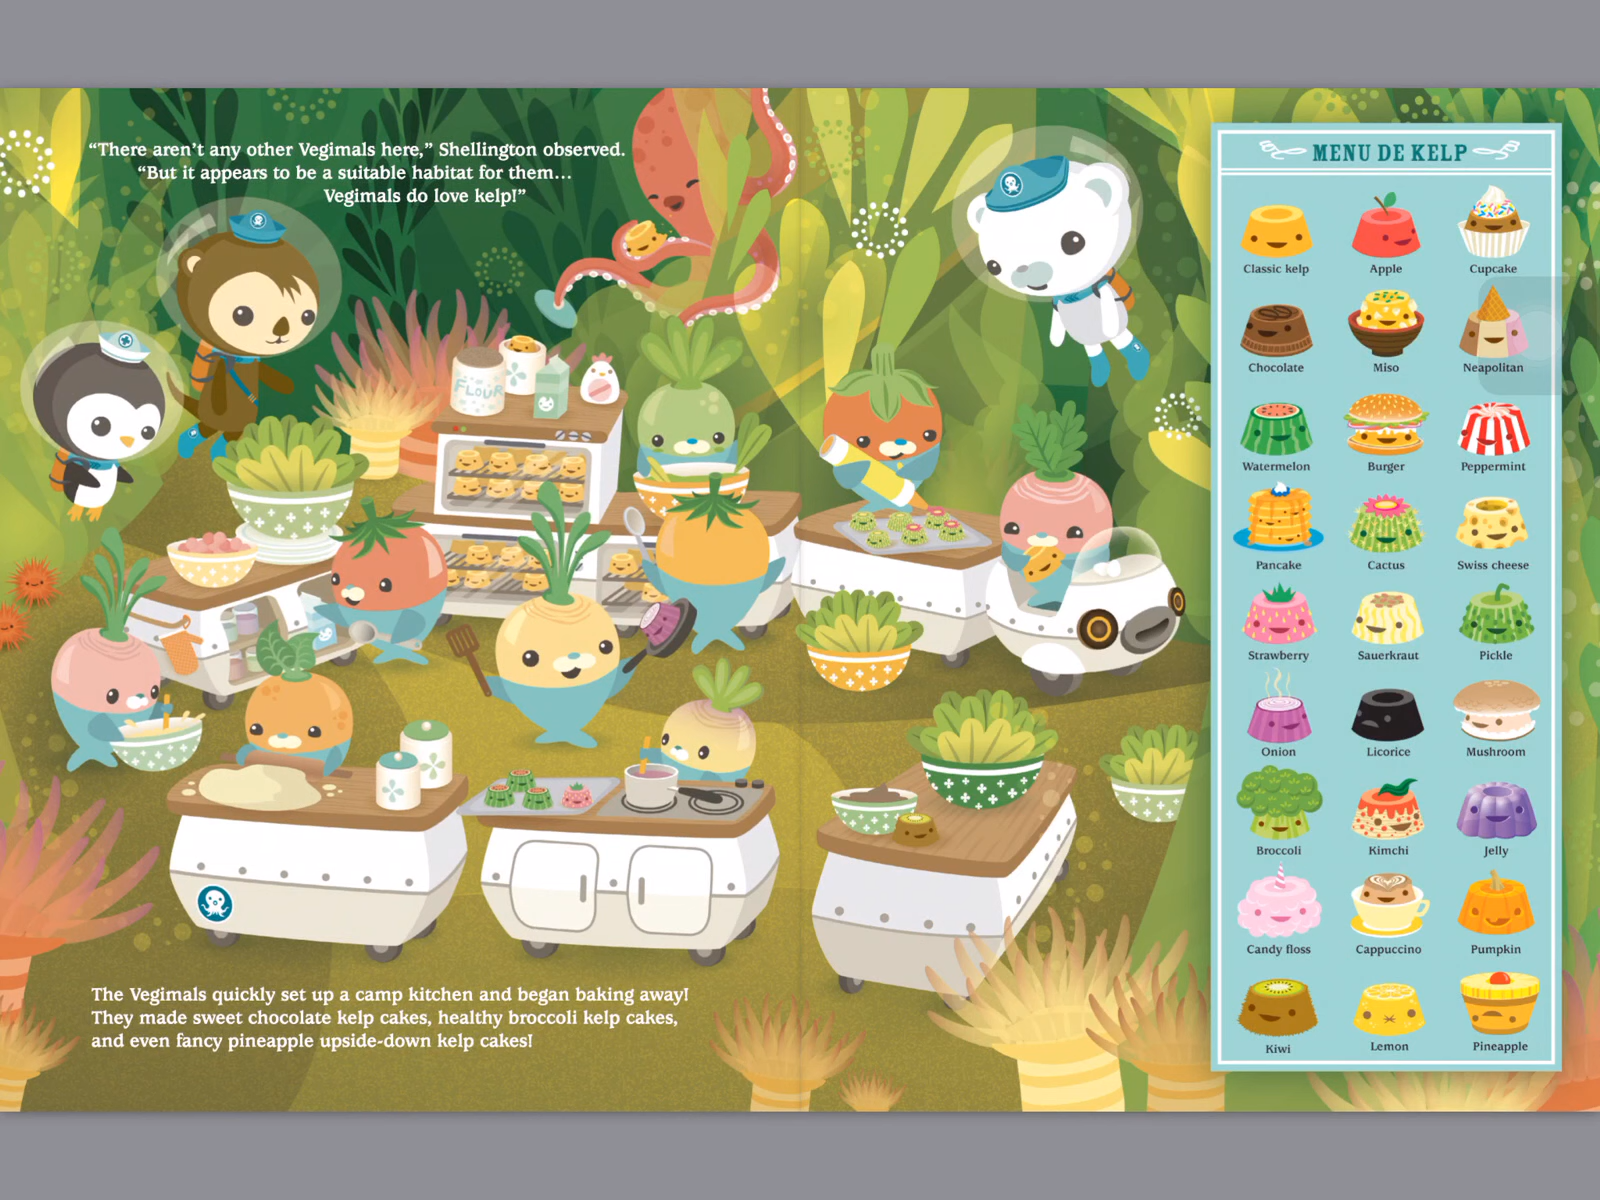 “There aren’t any other Vegimals here,” Shellington observed.
“But it appears to be a suitable habitat for them…
Vegimals do love kelp!”
FLOUR
The Vegimals quickly set up a camp kitchen and began baking away!
They made sweet chocolate kelp cakes, healthy broccoli kelp cakes,
and even fancy pineapple upside-down kelp cakes!
MENU DE KELP
Classic kelp
Apple
Cupcake
Chocolate
Miso
Neapolitan
Watermelon
Burger
Peppermint
Pancake
Cactus
Swiss cheese
Strawberry
Sauerkraut
Pickle
Onion
Licorice
Mushroom
Broccoli
Kimchi
Jelly
Candy floss
Cappuccino
Pumpkin
Kiwi
Lemon
Pineapple